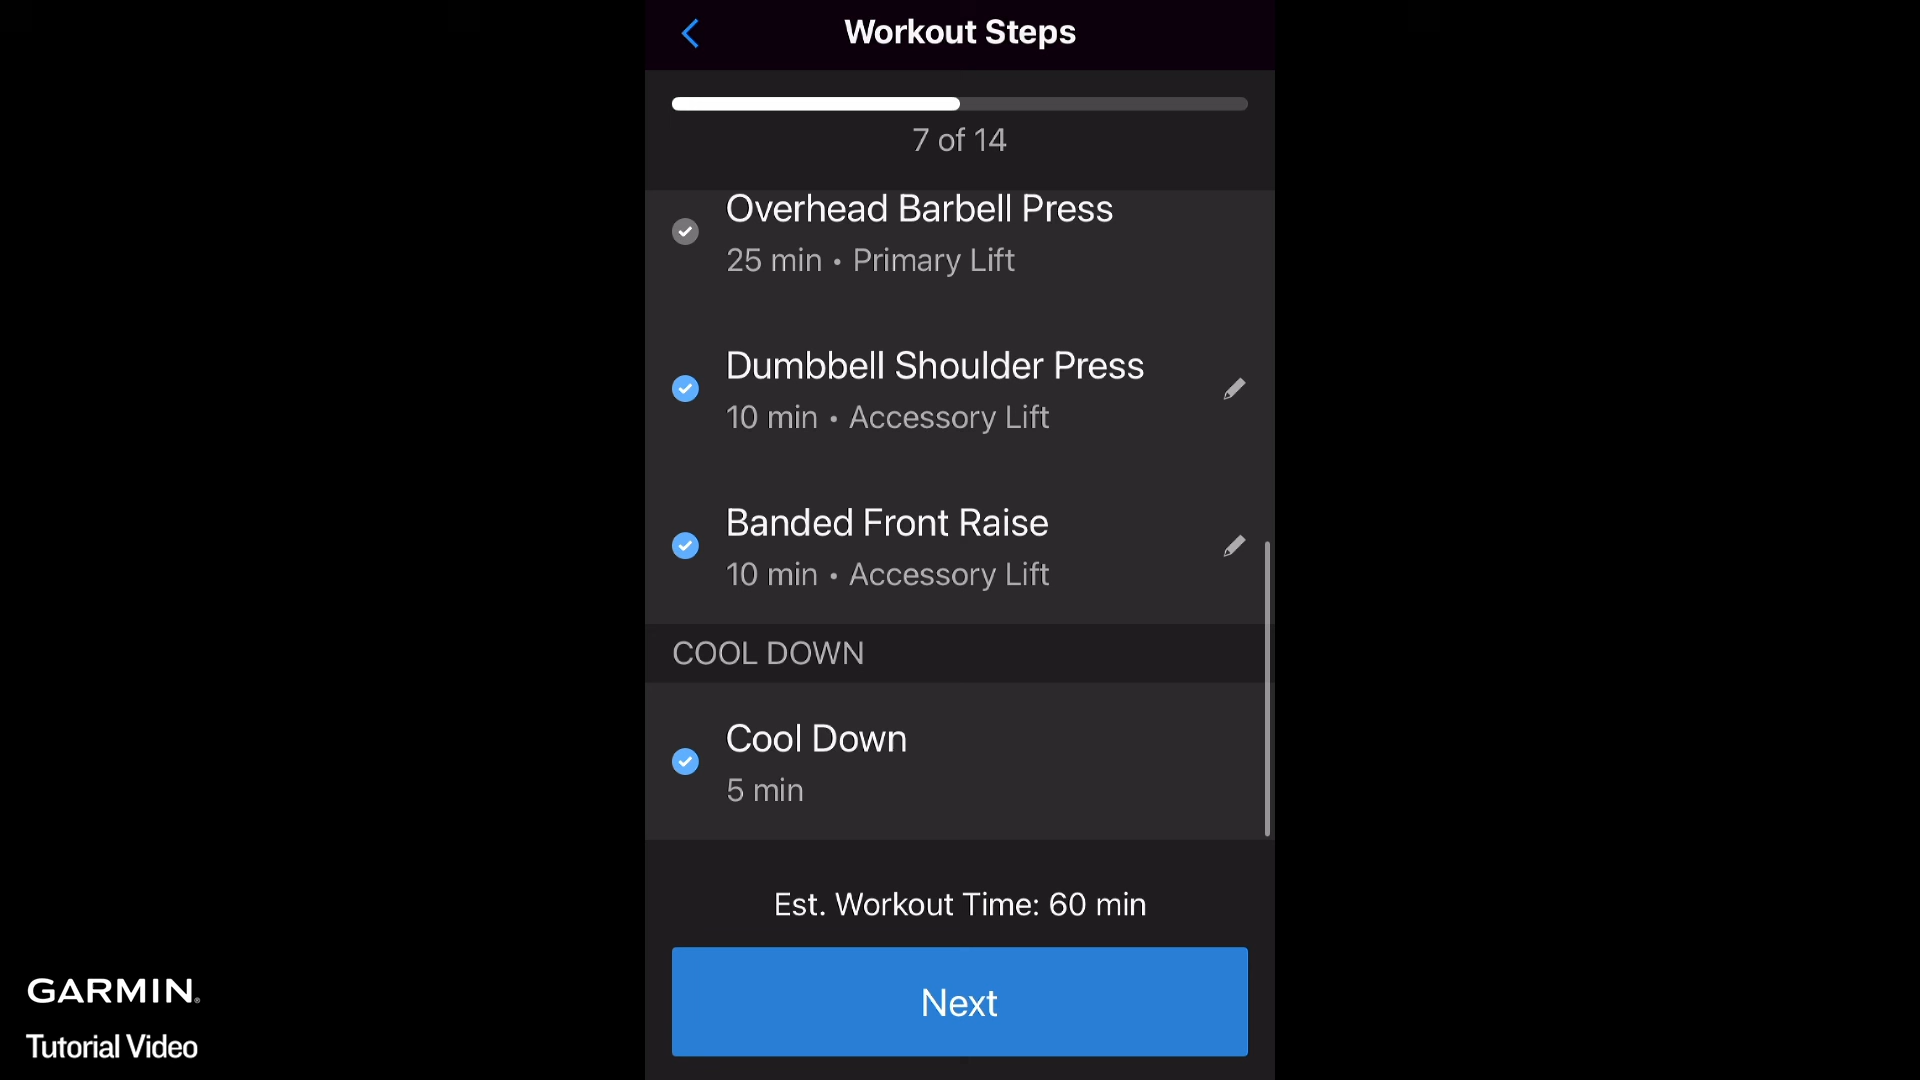 Workout Steps
7 of 14
Overhead Barbell Press
25 min • Primary Lift
Dumbbell Shoulder Press
10 min • Accessory Lift
Banded Front Raise
10 min • Accessory Lift
COOL DOWN
Cool Down
5 min
Est. Workout Time: 60 min
Next
GARMIN®
Tutorial Video